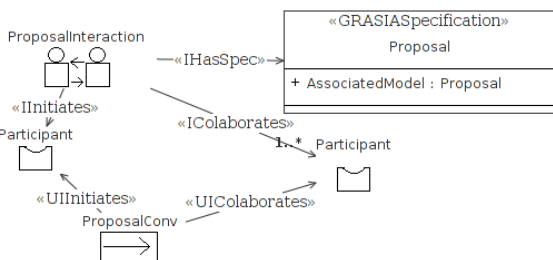 «GRASIASpecification»
ProposalInteraction
Proposal
«IHasSpec»
+ AssociatedModel : Proposal
«IInitiates»
«IColaborates»
Participant
1..*
Participant
«UIInitiates»
«UIColaborates»
ProposalConv